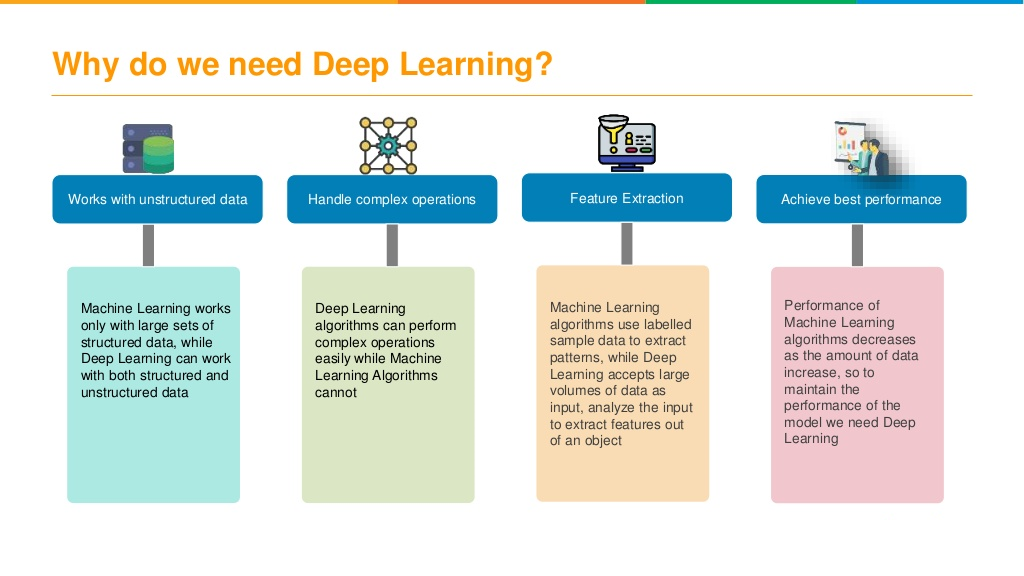 Why do we need Deep Learning?
Works with unstructured data
Handle complex operations
Feature Extraction
Achieve best performance
Machine Learning works
only with large sets of
structured data, while
Deep Learning can work
with both structured and
unstructured data
Deep Learning
algorithms can perform
complex operations
easily while Machine
Learning Algorithms
cannot
Machine Learning
algorithms use labelled
sample data to extract
patterns, while Deep
Learning accepts large
volumes of data as
input, analyze the input
to extract features out
of an object
Performance of
Machine Learning
algorithms decreases
as the amount of data
increase, so to
maintain the
performance of the
model we need Deep
Learning